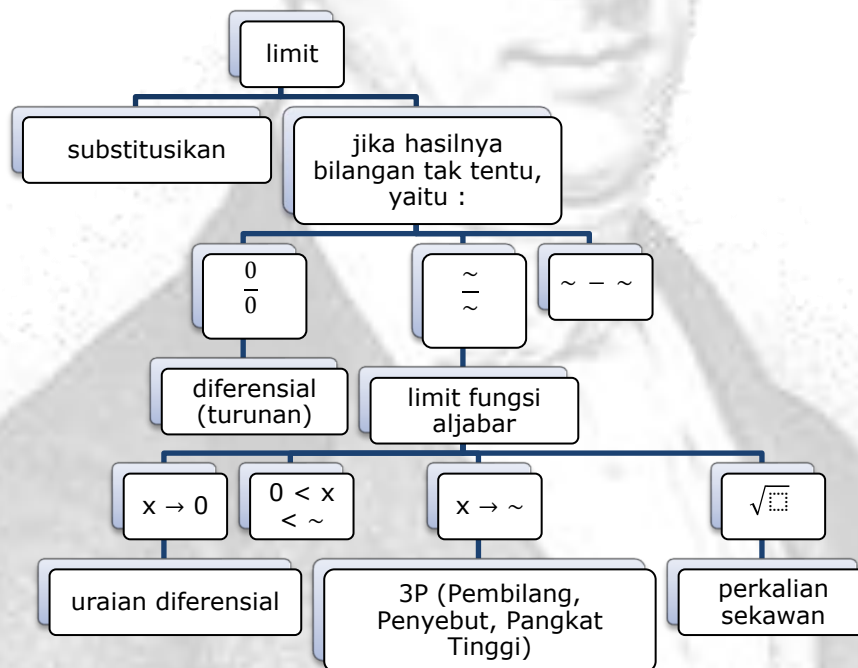 limit
substitusikan
jika hasilnya
bilangan tak tentu,
yaitu :
0
0
~
~
~ − ~
diferensial
(turunan)
limit fungsi
aljabar
x → 0
0 < x
< ~
x → ~
√⬚
uraian diferensial
3P (Pembilang,
Penyebut, Pangkat
Tinggi)
perkalian
sekawan